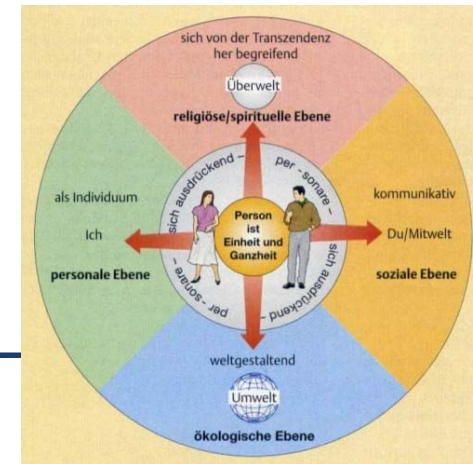 sich von der Transzendenz
her begreifend
Überwelt
religiöse/spirituelle Ebene
als Individuum
Ich
personale Ebene
sich ausdrückend –
per - sonare –
Person
ist
Einheit und
Ganzheit
per - sonare –
sich ausdrückend –
kommunikativ
Du/Mitwelt
soziale Ebene
weltgestaltend
Umwelt
ökologische Ebene